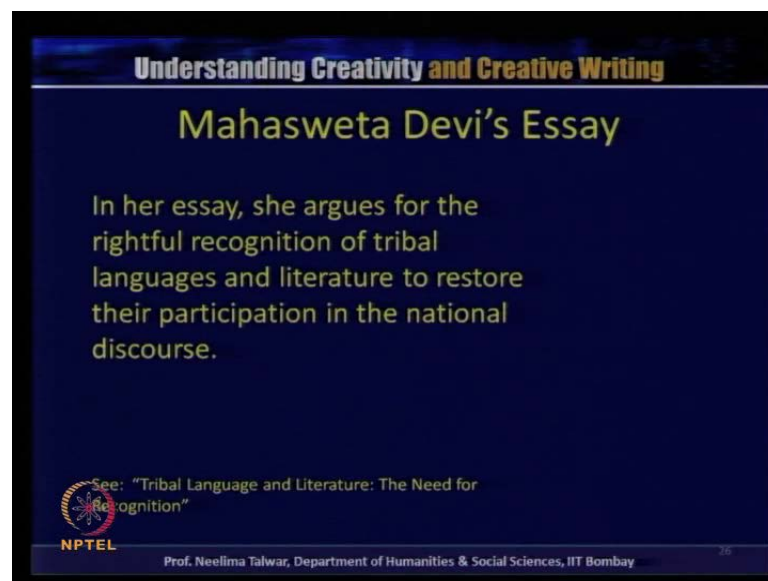 Understanding Creativity and Creative Writing
Mahasweta Devi's Essay
In her essay, she argues for the
rightful recognition of tribal
languages and literature to restore
their participation in the national
discourse.
See: "Tribal Language and Literature: The Need for
Recognition"
NPTEL
Prof. Neelima Talwar, Department of Humanities & Social Sciences, IIT Bombay
26